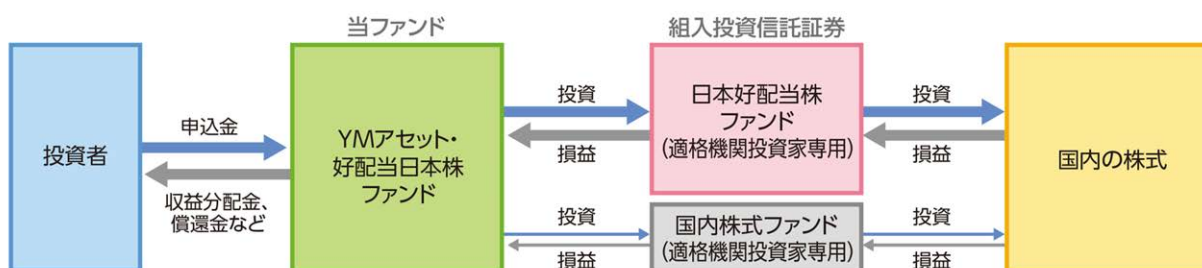 当ファンド
組入投資信託証券
投資者
申込金
収益分配金、
償還金など
YMアセット・
好配当日本株
ファンド
投資
損益
日本好配当株
ファンド
(適格機関投資家専用)
投資
損益
投資
損益
国内株式ファンド
(適格機関投資家専用)
投資
損益
国内の株式